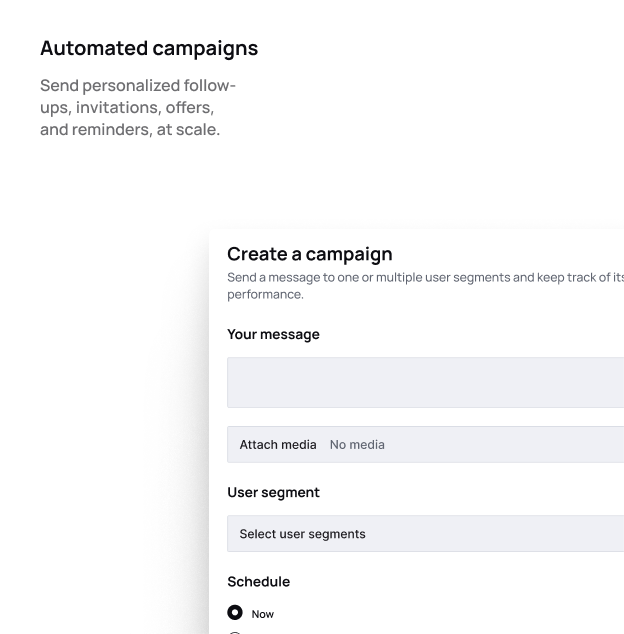 Automated campaigns
Send personalized follow-
ups, invitations, offers,
and reminders, at scale.
Create a campaign
Send a message to one or multiple user segments and keep track of its
performance.
Your message
Attach media No media
User segment
Select user segments
Schedule
Now